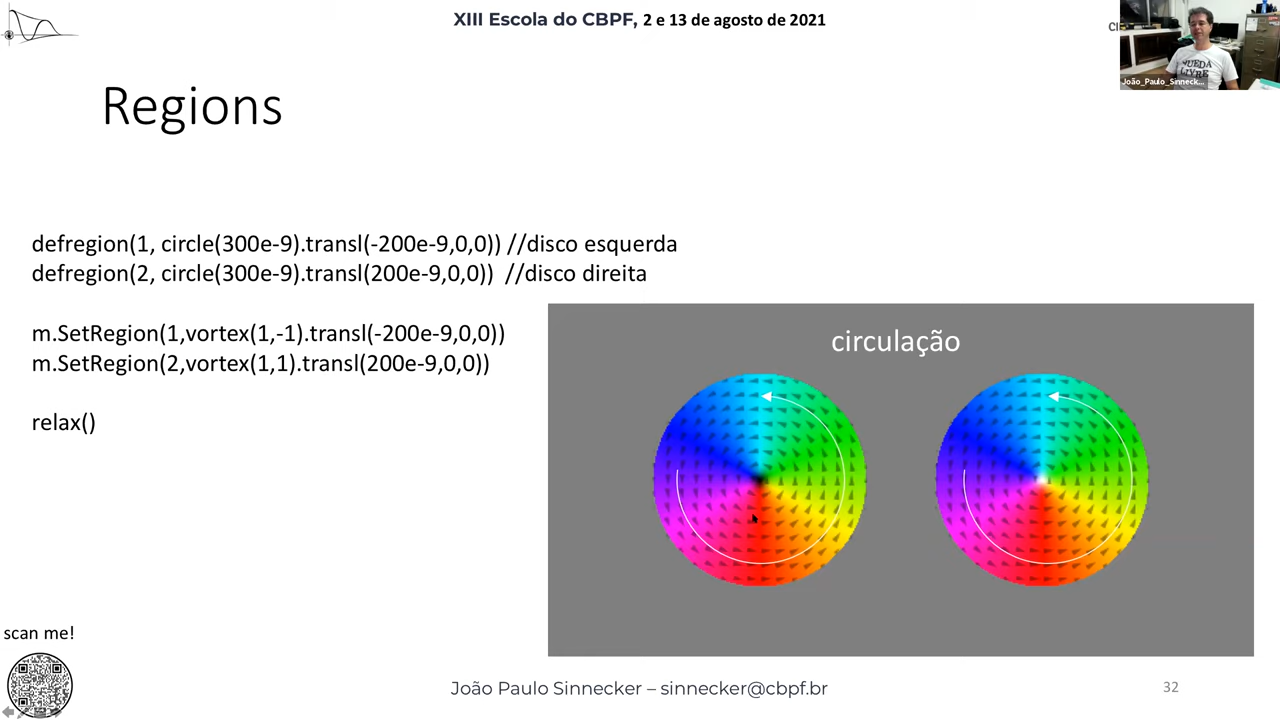 XIII Escola do CBPF, 2 e 13 de agosto de 2021
QUEDA
LIVRE
João_Paulo_Sinneck...
Regions
defregion(1, circle(300e-9).transl(-200e-9,0,0)) //disco esquerda
defregion(2, circle(300e-9).transl(200e-9,0,0)) //disco direita
m.SetRegion(1,vortex(1,-1).transl(-200e-9,0,0))
m.SetRegion(2,vortex(1,1).transl(200e-9,0,0))
relax()
circulação
scan me!
João Paulo Sinnecker – sinnecker@cbpf.br
32